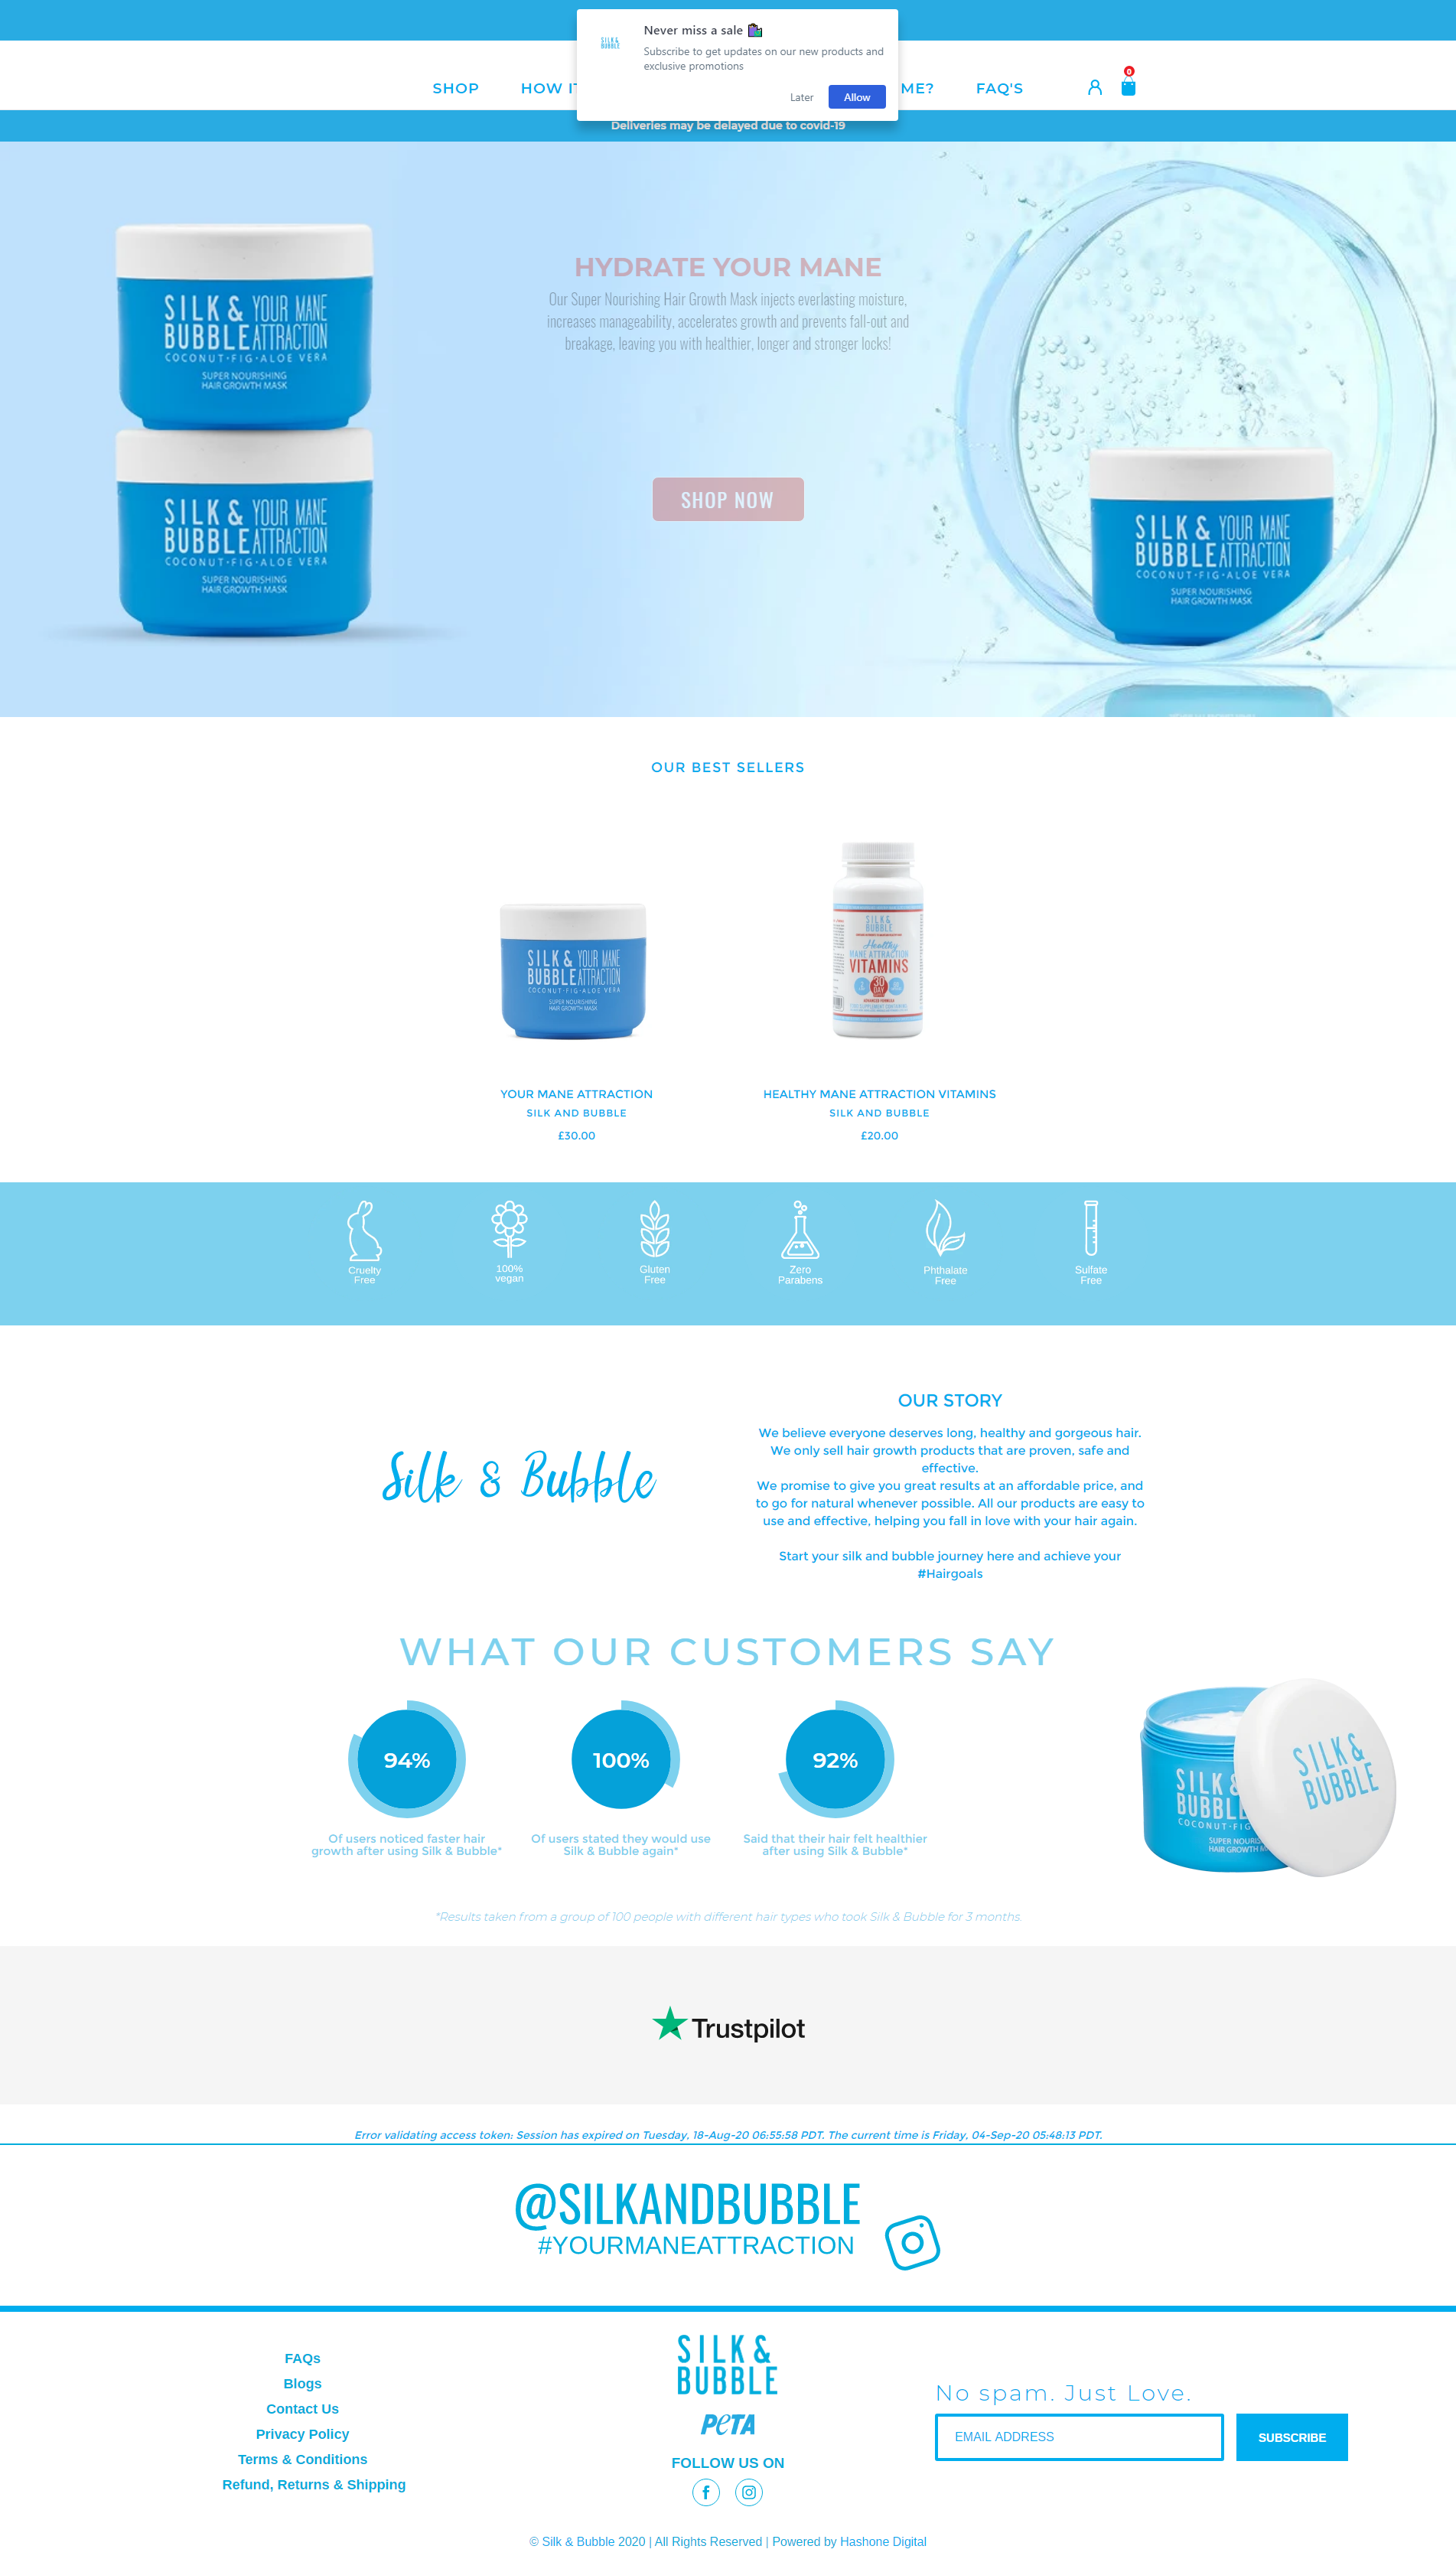 Never miss a sale
SILK &
BUBBLE
Subscribe to get updates on our new products and
exclusive promotions
Later
Allow
SHOP
HOW IT
ME?
FAQ'S
0
Deliveries may be delayed due to covid-19
SILK & YOUR MANE
BUBBLE ATTRACTION
COCONUT·FIG·ALOE VERA
SUPER NOURISHING
HAIR GROWTH MASK
SILK & YOUR MANE
BUBBLE ATTRACTION
COCONUT·FIG·ALOE VERA
SUPER NOURISHING
HAIR GROWTH MASK
HYDRATE YOUR MANE
Our Super Nourishing Hair Growth Mask injects everlasting moisture,
increases manageability, accelerates growth and prevents fall-out and
breakage, leaving you with healthier, longer and stronger locks!
SHOP NOW
SILK & YOUR MANE
BUBBLE ATTRACTION
COCONUT·FIG·ALOE VERA
SUPER NOURISHING
HAIR GROWTH MASK
OUR BEST SELLERS
SILK & YOUR MANE
BUBBLE ATTRACTION
COCONUT·FIG·ALOE VERA
SUPER NOURISHING
HAIR GROWTH MASK
SILK &
BUBBLE
Healthy
MANE ATTRACTION
VITAMINS
30
DAY
ADVANCED FORMULA
YOUR MANE ATTRACTION
SILK AND BUBBLE
£30.00
HEALTHY MANE ATTRACTION VITAMINS
SILK AND BUBBLE
£20.00
Cruelty
Free
100%
vegan
Gluten
Free
Zero
Parabens
Phthalate
Free
Sulfate
Free
Silk & Bubble
OUR STORY
We believe everyone deserves long, healthy and gorgeous hair.
We only sell hair growth products that are proven, safe and
effective.
We promise to give you great results at an affordable price, and
to go for natural whenever possible. All our products are easy to
use and effective, helping you fall in love with your hair again.
Start your silk and bubble journey here and achieve your
#Hairgoals
WHAT OUR CUSTOMERS SAY
94%
Of users noticed faster hair
growth after using Silk & Bubble*
100%
Of users stated they would use
Silk & Bubble again*
92%
Said that their hair felt healthier
after using Silk & Bubble*
SILK &
BUBBLE
SILK &
BUBBLE
COCONUT·FIG
SUPER NOURIS
HAIR GROWTH M
*Results taken from a group of 100 people with different hair types who took Silk & Bubble for 3 months.
Trustpilot
Error validating access token: Session has expired on Tuesday, 18-Aug-20 06:55:58 PDT. The current time is Friday, 04-Sep-20 05:48:13 PDT.
@SILKANDBUBBLE
#YOURMANEATTRACTION
FAQs
Blogs
Contact Us
Privacy Policy
Terms & Conditions
Refund, Returns & Shipping
SILK &
BUBBLE
PETA
FOLLOW US ON
No spam. Just Love.
EMAIL ADDRESS
SUBSCRIBE
© Silk & Bubble 2020 | All Rights Reserved | Powered by Hashone Digital